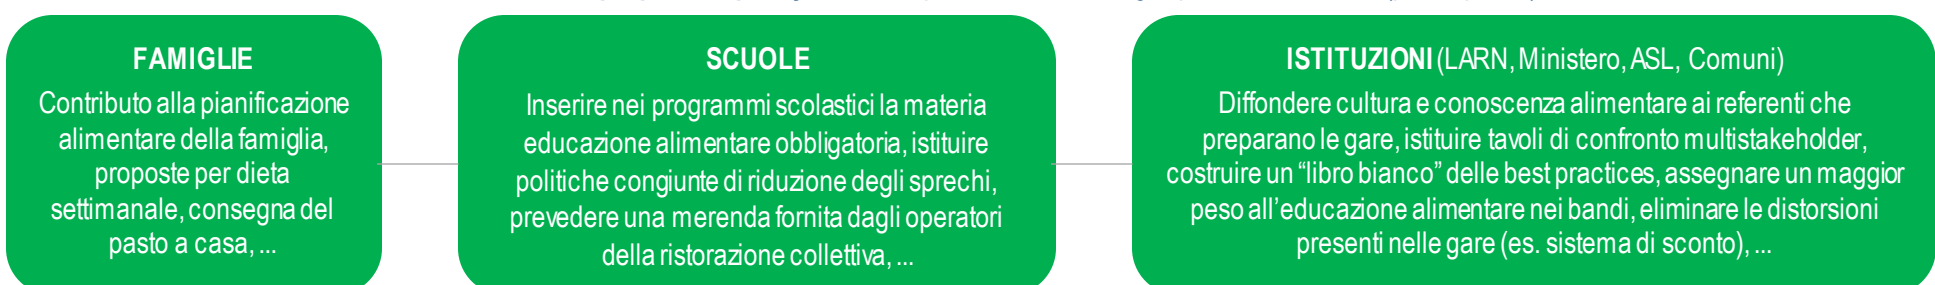 FAMIGLIE
Contributo alla pianificazione
alimentare della famiglia,
proposte per dieta
settimanale, consegna del
pasto a casa, ...
SCUOLE
Inserire nei programmi scolastici la materia
educazione alimentare obbligatoria, istituire
politiche congiunte di riduzione degli sprechi,
prevedere una merenda fornita dagli operatori
della ristorazione collettiva, ...
ISTITUZIONI (LARN, Ministero, ASL, Comuni)
Diffondere cultura e conoscenza alimentare ai referenti che
preparano le gare, istituire tavoli di confronto multistakeholder,
costruire un “libro bianco” delle best practices, assegnare un maggior
peso all’educazione alimentare nei bandi, eliminare le distorsioni
presenti nelle gare (es. sistema di sconto), ...